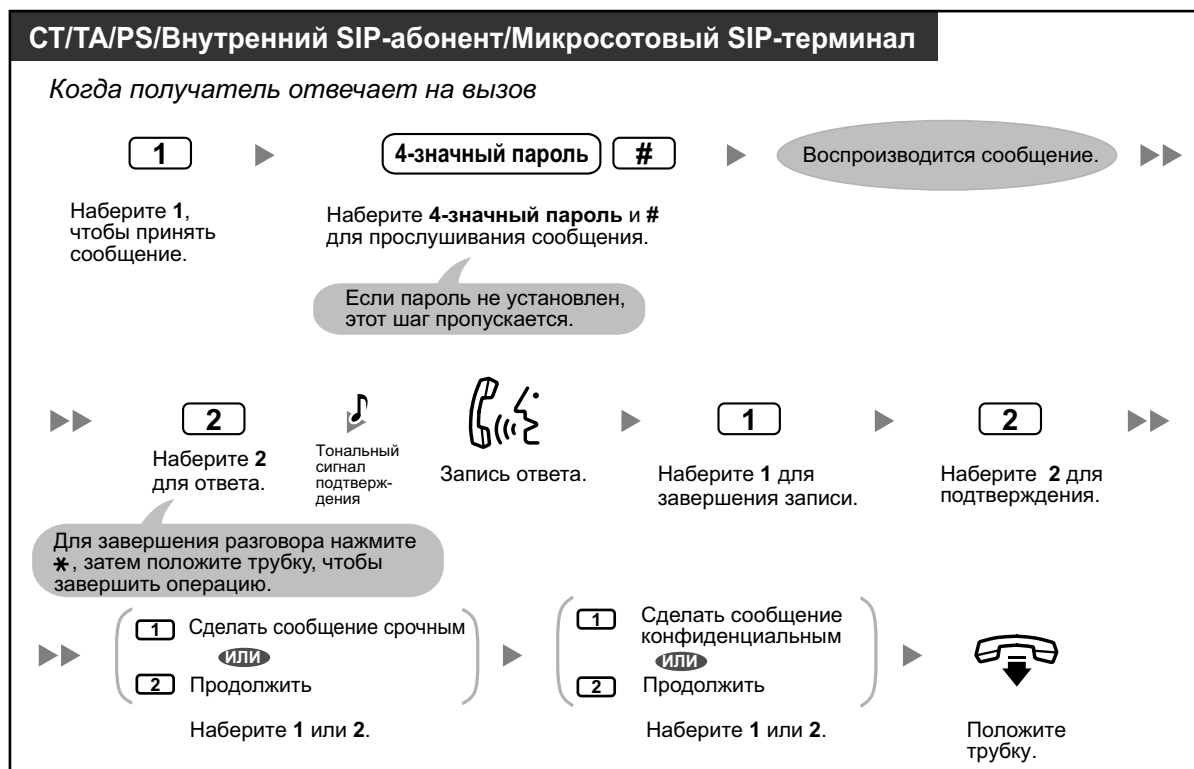 СТ/ТА/PS/Внутренний SIP-абонент/Микросотовый SIP-терминал
Когда получатель отвечает на вызов
1
4-значный пароль #
Воспроизводится сообщение.
Наберите 1,
чтобы принять
сообщение.
Наберите 4-значный пароль и #
для прослушивания сообщения.
Если пароль не установлен,
этот шаг пропускается.
2
Наберите 2
для ответа.
Тональный
сигнал
подтверж-
дения
Запись ответа.
1
Наберите 1 для
завершения записи.
2
Наберите 2 для
подтверждения.
Для завершения разговора нажмите
*, затем положите трубку, чтобы
завершить операцию.
1 Сделать сообщение срочным
ИЛИ
2 Продолжить
Наберите 1 или 2.
1 Сделать сообщение
конфиденциальным
ИЛИ
2 Продолжить
Наберите 1 или 2.
Положите
трубку.